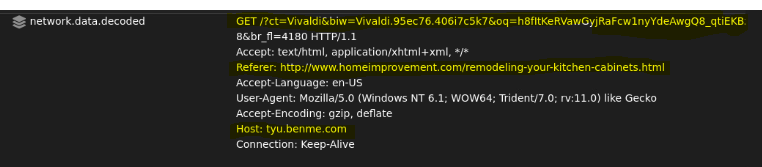 network.data.decoded
GET /?ct=Vivaldi&biw=Vivaldi.95ec76.406i7c5k7&oq=h8fItKeRVawGyjRaFcw1nyYdeAwgQ8_qtiEKB
8&br_fl=4180 HTTP/1.1
Accept: text/html, application/xhtml+xml, */*
Referer: http://www.homeimprovement.com/remodeling-your-kitchen-cabinets.html
Accept-Language: en-US
User-Agent: Mozilla/5.0 (Windows NT 6.1; WOW64; Trident/7.0; rv:11.0) like Gecko
Accept-Encoding: gzip, deflate
Host: tyu.benme.com
Connection: Keep-Alive